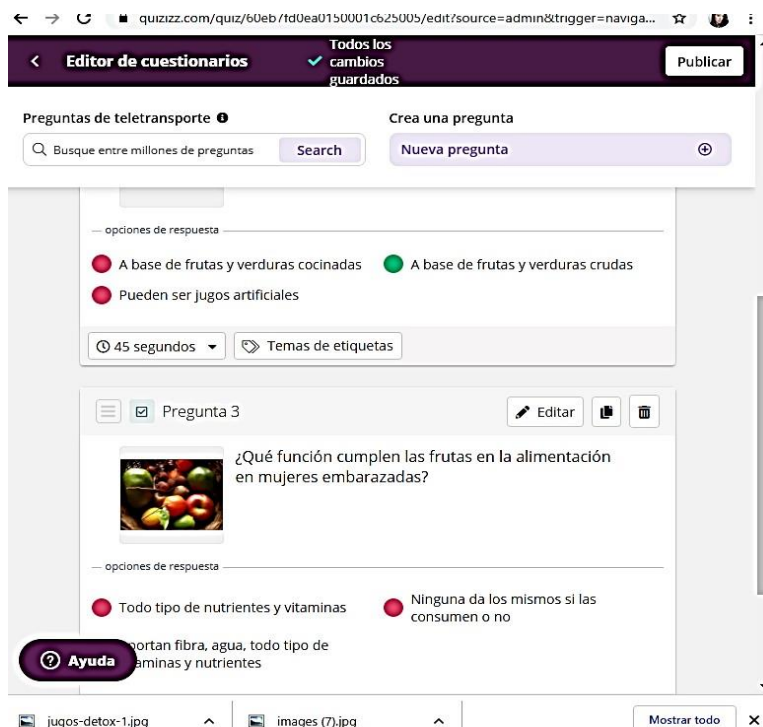 quizizz.com/quiz/60eb7fd0ea0150001c625005/edit?source=admin&trigger=naviga...
Editor de cuestionarios
Todos los
cambios
guardados
Publicar
Preguntas de teletransporte
Crea una pregunta
Busque entre millones de preguntas
Search
Nueva pregunta
opciones de respuesta
A base de frutas y verduras cocinadas
A base de frutas y verduras crudas
Pueden ser jugos artificiales
45 segundos
Temas de etiquetas
Pregunta 3
Editar
¿Qué función cumplen las frutas en la alimentación
en mujeres embarazadas?
opciones de respuesta
Todo tipo de nutrientes y vitaminas
Ninguna da los mismos si las
consumen o no
fibra, agua, todo tipo de
y nutrientes
Ayuda
jugos-detox-1.jpg
images (7).jpg
Mostrar todo